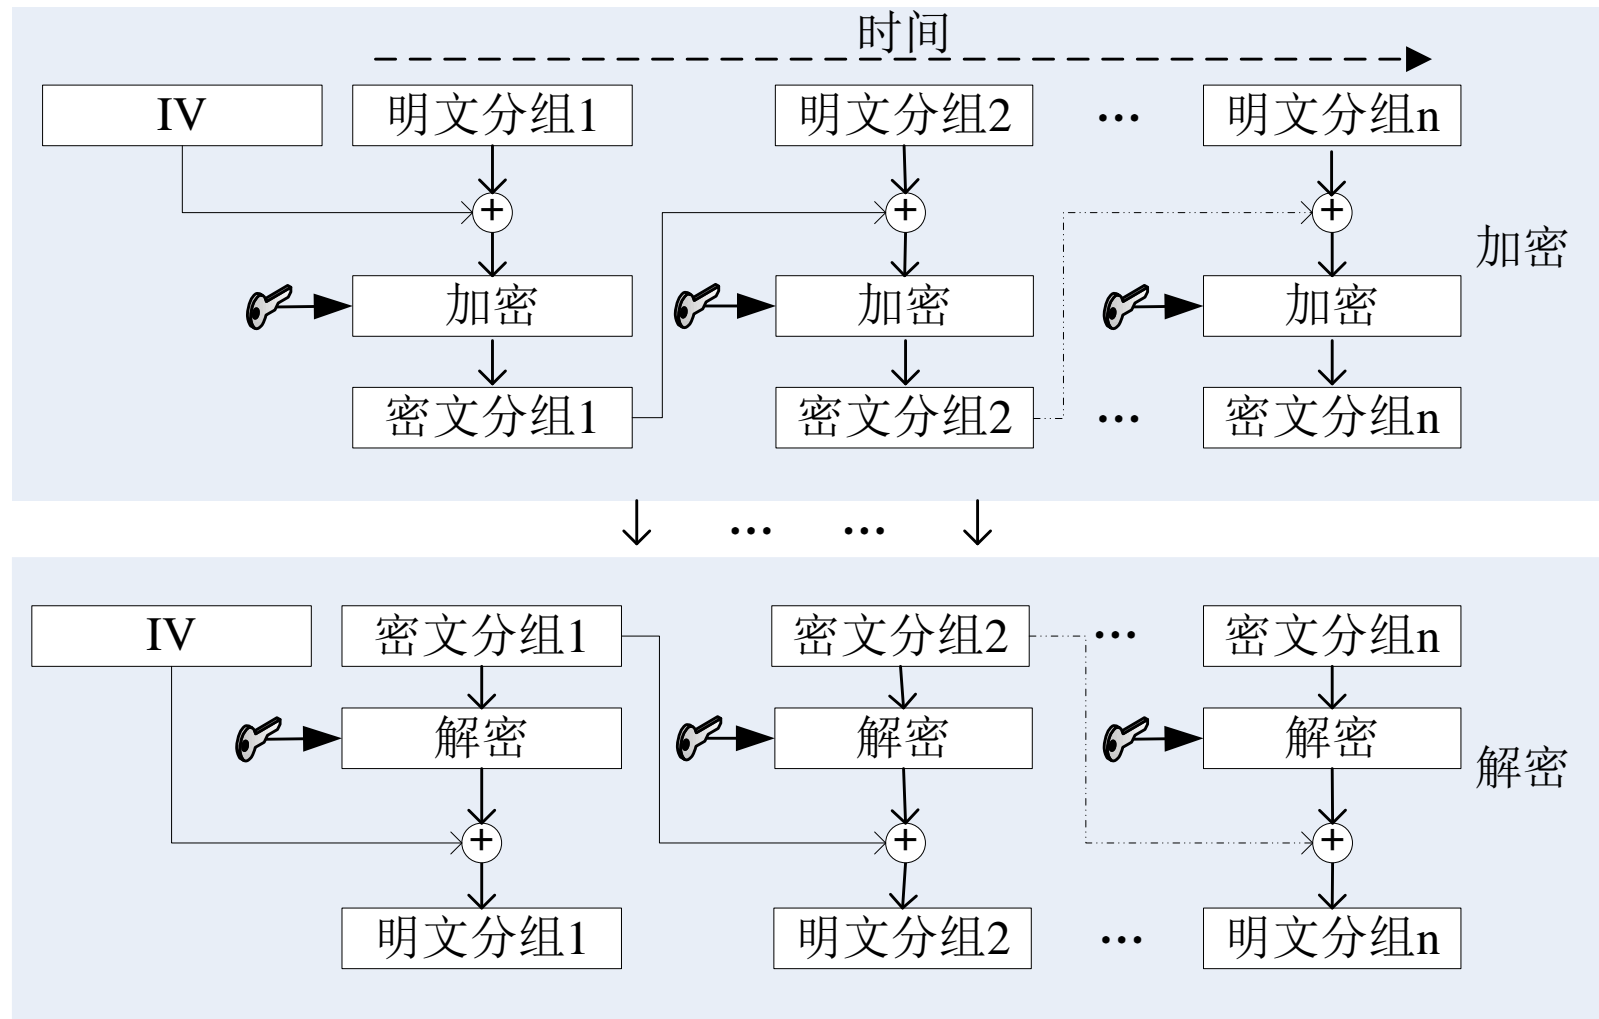 时间
IV 明文分组1 明文分组2 … 明文分组n
+ + +
加密
加密 加密 加密
密文分组1 密文分组2 … 密文分组n
… …
IV 密文分组1 密文分组2 … 密文分组n
解密 解密 解密
解密
+ + +
明文分组1 明文分组2 … 明文分组n